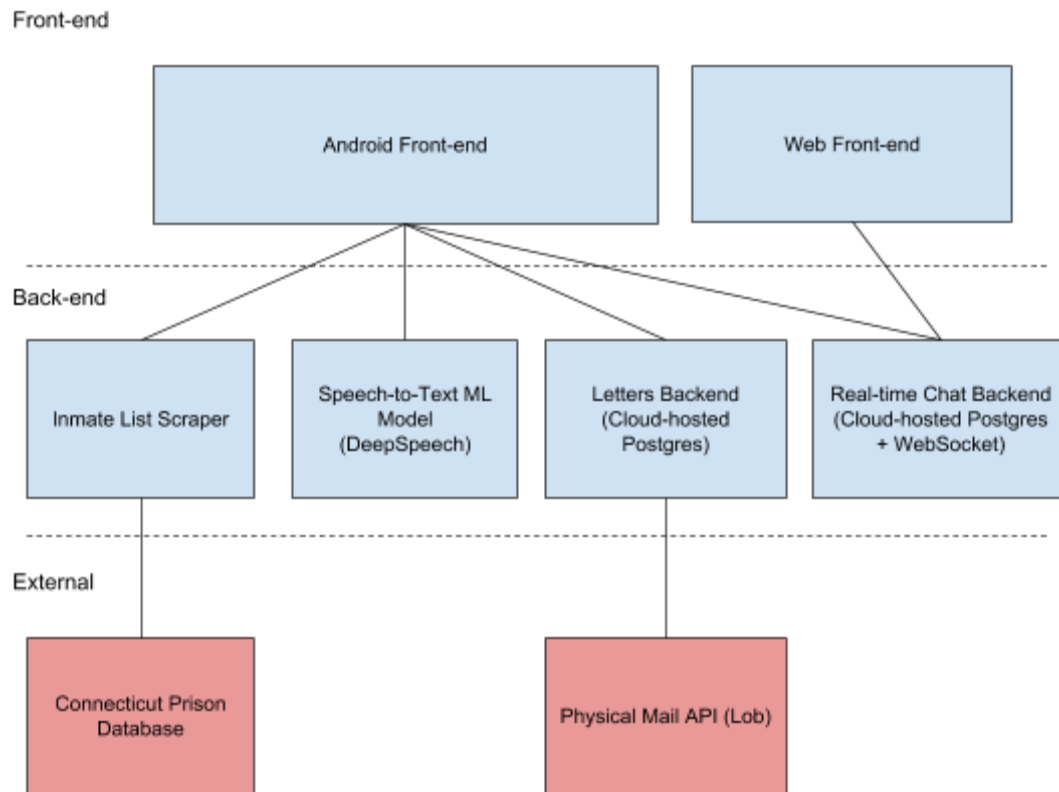 Front-end
Android Front-end
Web Front-end
Back-end
Inmate List Scraper
Speech-to-Text ML
Model
(DeepSpeech)
Letters Backend
(Cloud-hosted
Postgres)
Real-time Chat Backend
(Cloud-hosted Postgres
+ WebSocket)
External
Connecticut Prison
Database
Physical Mail API (Lob)